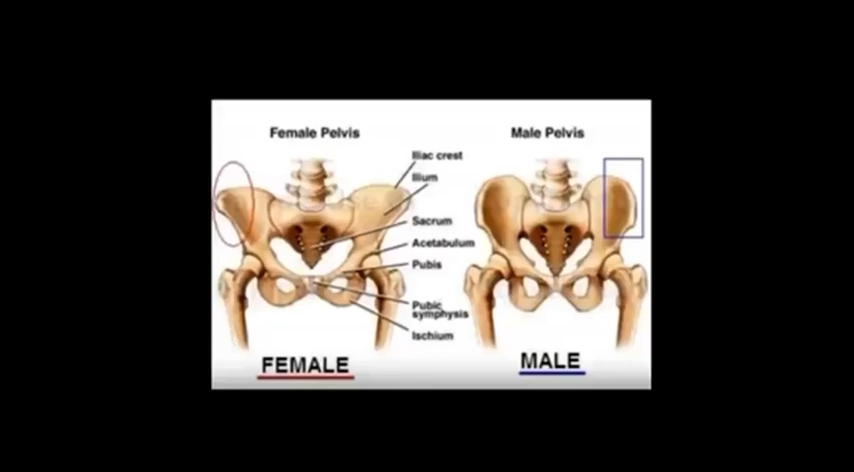 Female Pelvis
Male Pelvis
Iliac crest
Ilium
Sacrum
Acetabulum
Pubis
Pubic
symphysis
Ischium
FEMALE
MALE